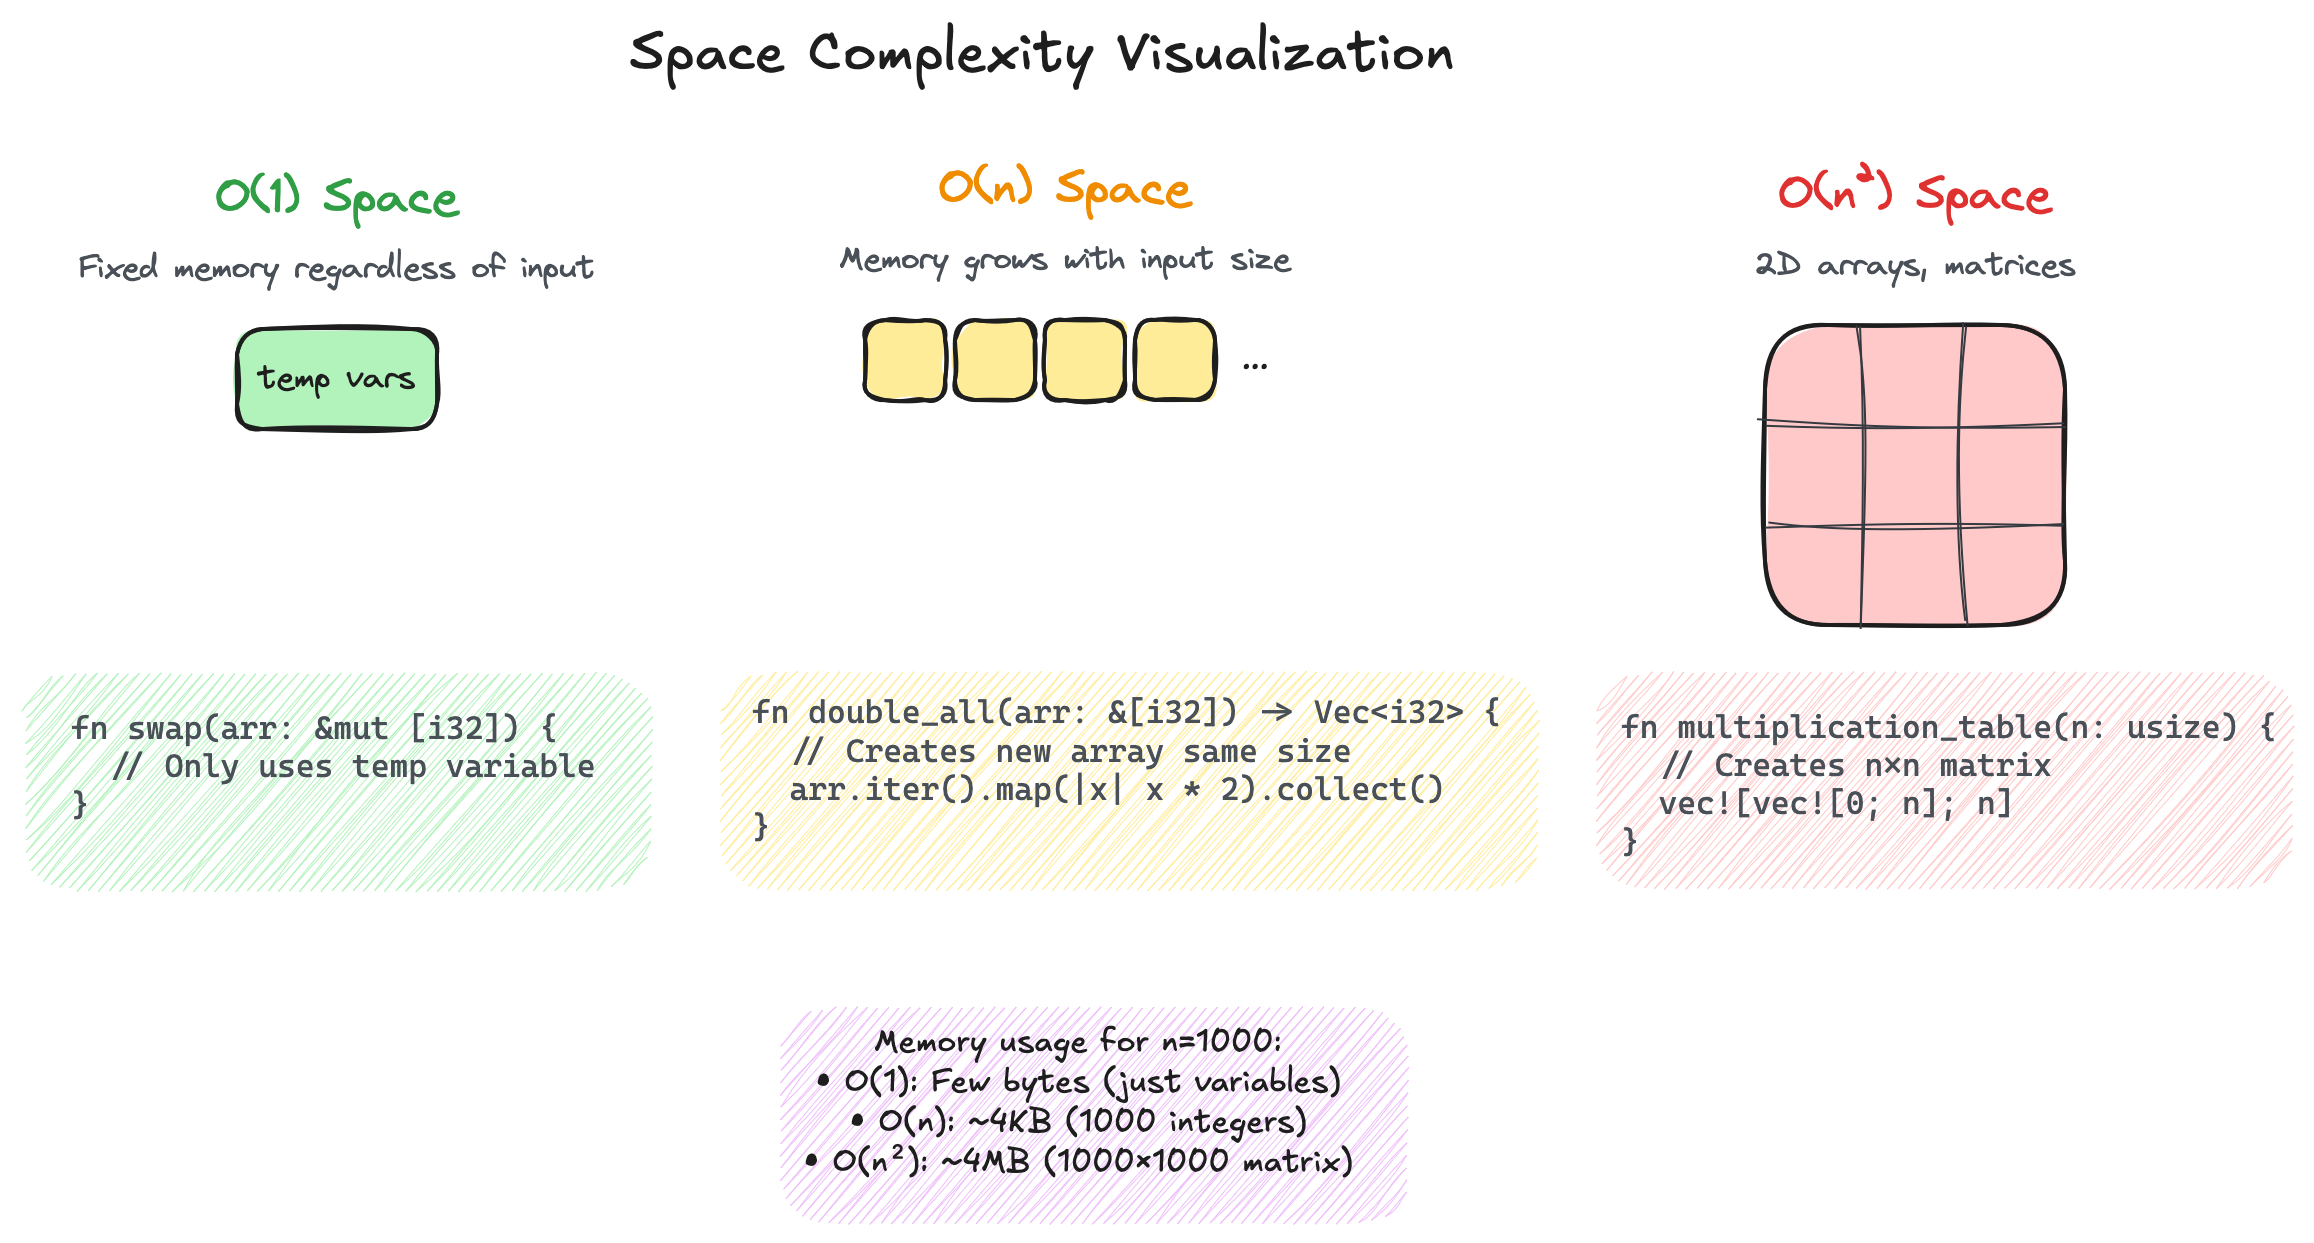 Space Complexity Visualization
O(1) Space
Fixed memory regardless of input
temp vars
fn swap(arr: &mut [i32]) {
  // Only uses temp variable
}
O(n) Space
Memory grows with input size
...
fn double_all(arr: &[i32]) -> Vec<i32> {
  // Creates new array same size
  arr.iter().map(|x| x * 2).collect()
}
O(n²) Space
2D arrays, matrices
fn multiplication_table(n: usize) {
  // Creates n×n matrix
  vec![vec![0; n]; n]
}
Memory usage for n=1000:
• O(1): Few bytes (just variables)
• O(n): ~4KB (1000 integers)
• O(n²): ~4MB (1000×1000 matrix)